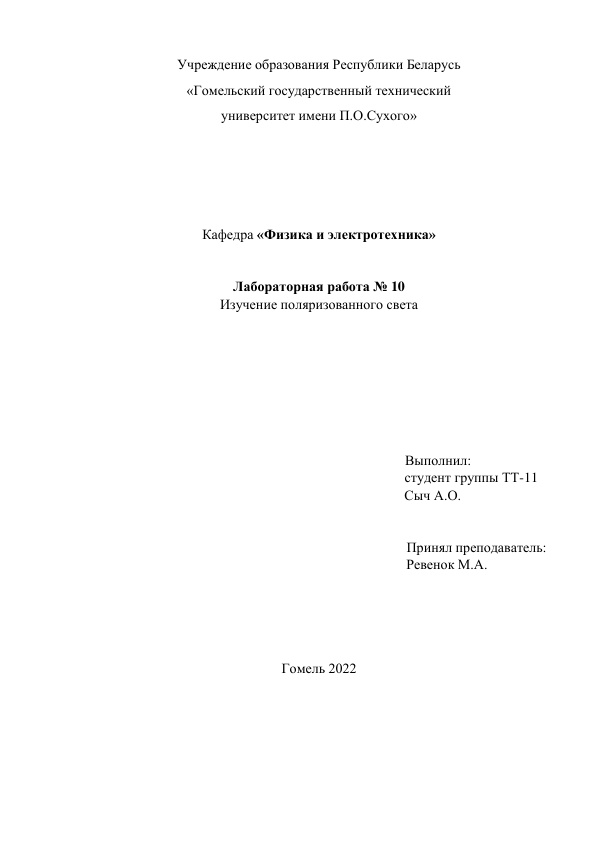 Учреждение образования Республики Беларусь
«Гомельский государственный технический
университет имени П.О.Сухого»
Кафедра «Физика и электротехника»
Лабораторная работа № 10
Изучение поляризованного света
Выполнил:
студент группы ТТ-11
Сыч А.О.
Принял преподаватель:
Ревенок М.А.
Гомель 2022